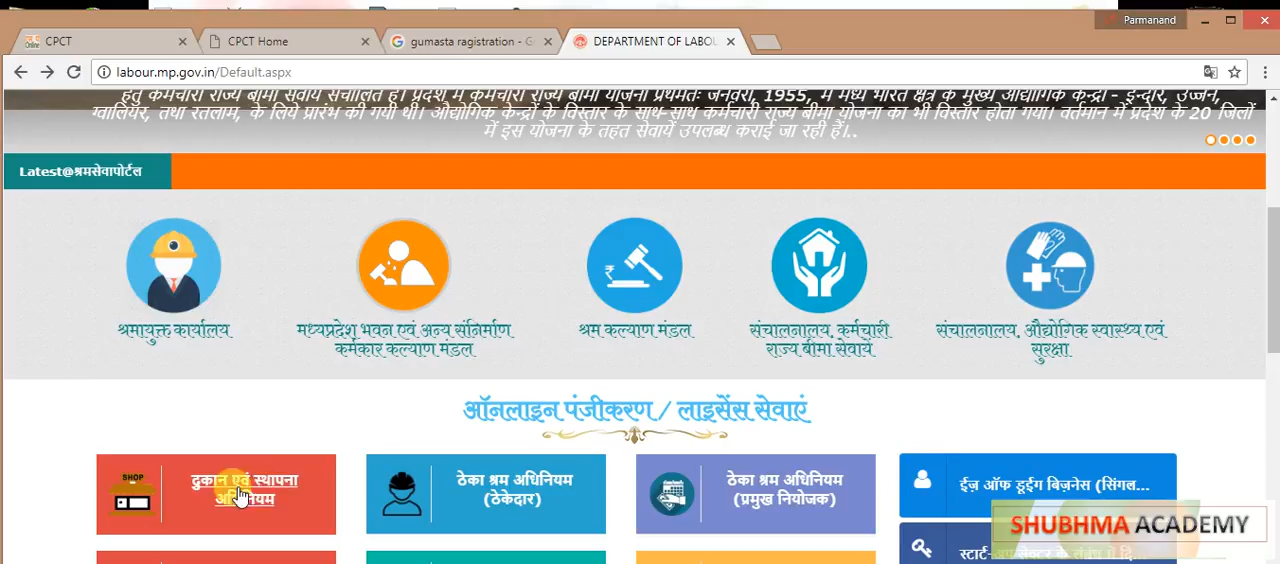 Parmanand
CPCT
CPCT Home
gumasta ragistration - G
DEPARTMENT OF LABOU
labour.mp.gov.in/Default.aspx
हेतु कर्मचारी राज्य बीमा सेवायें संचालित है। प्रदेश में कर्मचारी राज्य बीमा योजना प्रथमतः जनवरी, 1955, में मध्य भारत क्षेत्र के मुख्य औद्योगिक केन्द्रों - इन्दौर, उज्जैन,
ग्वालियर, तथा रतलाम, के लिये प्रारंभ की गयी थी। औद्योगिक केन्द्रों के विस्तार के साथ-साथ कर्मचारी राज्य बीमा योजना का भी विस्तार होता गया। वर्तमान में प्रदेश के 20 जिलों
में इस योजना के तहत सेवायें उपलब्ध कराई जा रही हैं।..
Latest@श्रमसेवापोर्टल
श्रमायुक्त कार्यालय
मध्यप्रदेश भवन एवं अन्य संनिर्माण
कर्मकार कल्याण मंडल
श्रम कल्याण मंडल
संचालनालय, कर्मचारी
राज्य बीमा सेवायें
संचालनालय, औद्योगिक स्वास्थ्य एवं
सुरक्षा
ऑनलाइन पंजीकरण / लाइसेंस सेवाएं
SHOP
दुकान एवं स्थापना
अधिनियम
ठेका श्रम अधिनियम
(ठेकेदार)
ठेका श्रम अधिनियम
(प्रमुख नियोजक)
ईज़ ऑफ डूईंग बिज़नेस (सिंगल...
SHUBHMA ACADEMY